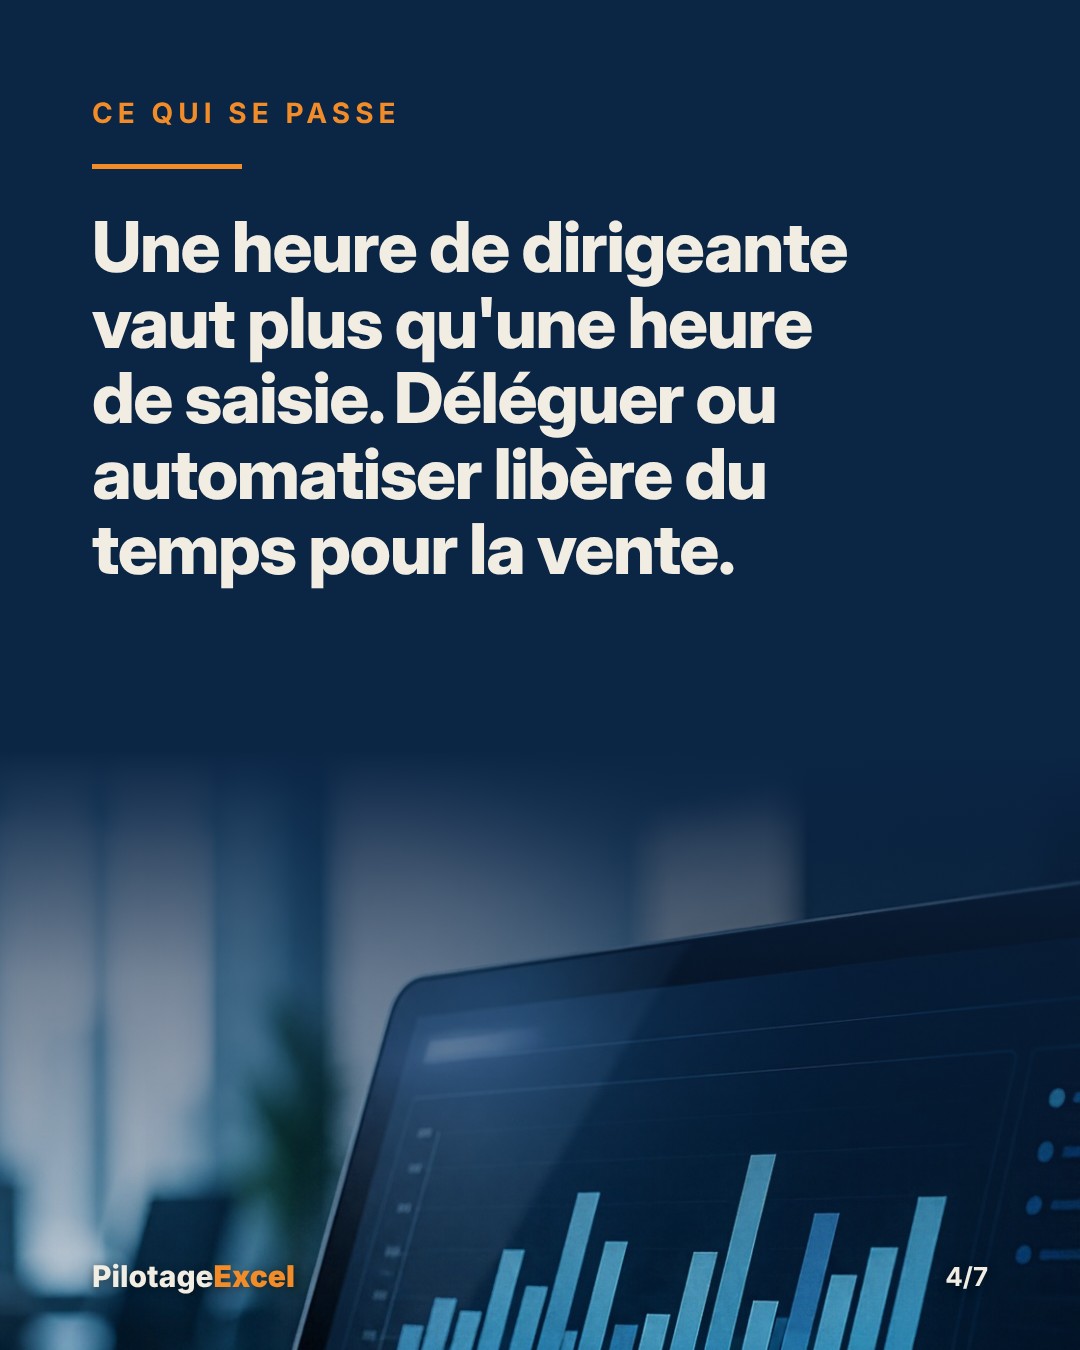 CE QUI SE PASSE
Une heure de dirigeante
vaut plus qu'une heure
de saisie. Déléguer ou
automatiser libère du
temps pour la vente.
PilotageExcel
4/7